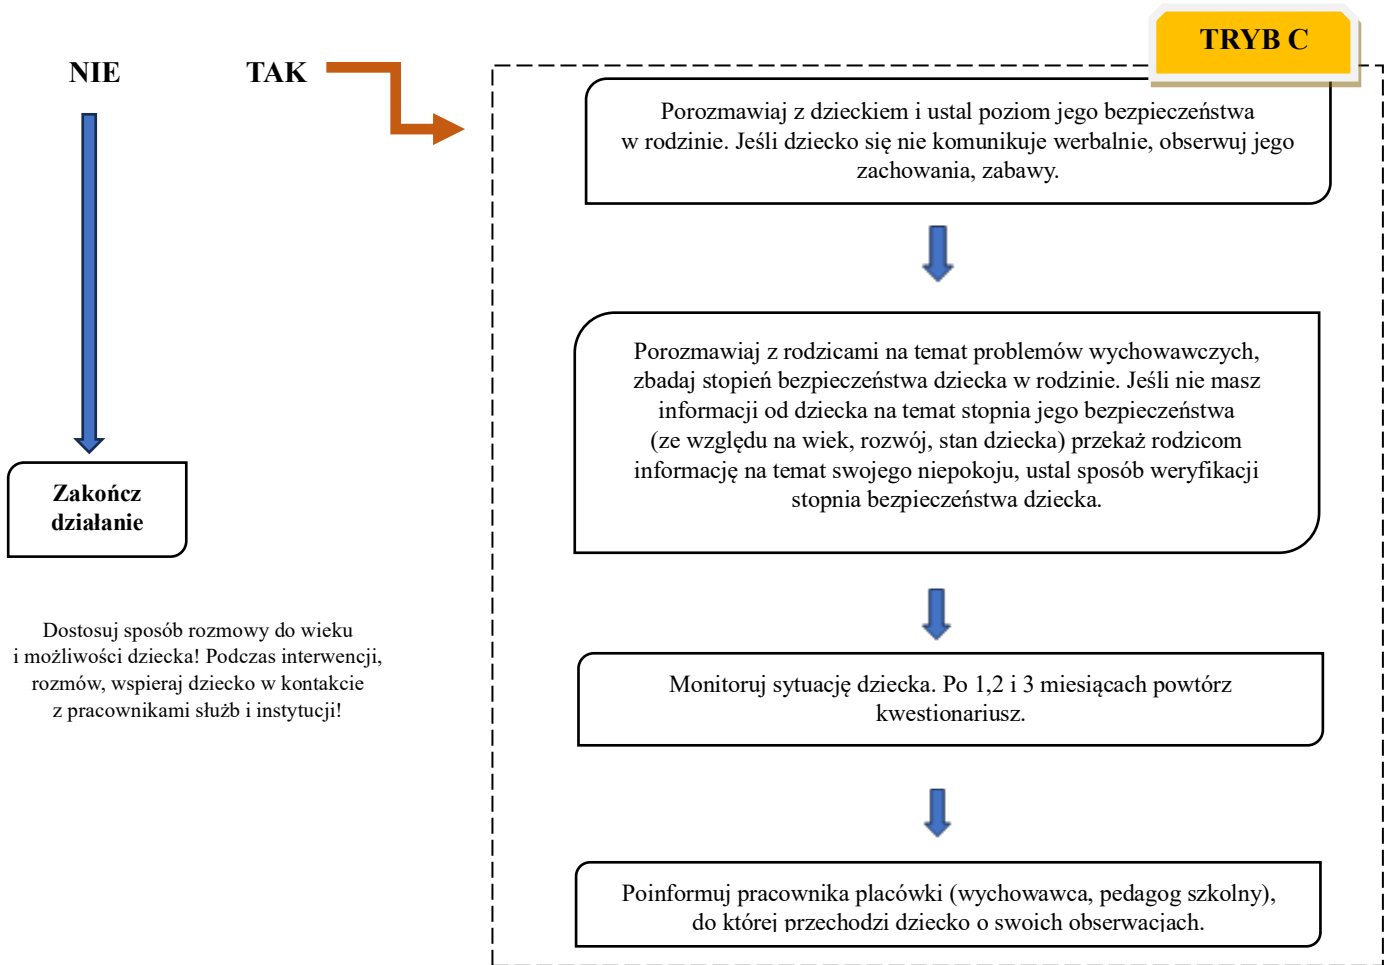 TRYB C
NIE
TAK
Porozmawiaj z dzieckiem i ustal poziom jego bezpieczeństwa
w rodzinie. Jeśli dziecko się nie komunikuje werbalnie, obserwuj jego
zachowania, zabawy.
Porozmawiaj z rodzicami na temat problemów wychowawczych,
zbadaj stopień bezpieczeństwa dziecka w rodzinie. Jeśli nie masz
informacji od dziecka na temat stopnia jego bezpieczeństwa
(ze względu na wiek, rozwój, stan dziecka) przekaż rodzicom
informację na temat swojego niepokoju, ustal sposób weryfikacji
stopnia bezpieczeństwa dziecka.
Zakończ
działanie
Dostosuj sposób rozmowy do wieku
i możliwości dziecka! Podczas interwencji,
rozmów, wspieraj dziecko w kontakcie
z pracownikami służb i instytucji!
Monitoruj sytuację dziecka. Po 1,2 i 3 miesiącach powtórz
kwestionariusz.
Poinformuj pracownika placówki (wychowawca, pedagog szkolny),
do której przechodzi dziecko o swoich obserwacjach.